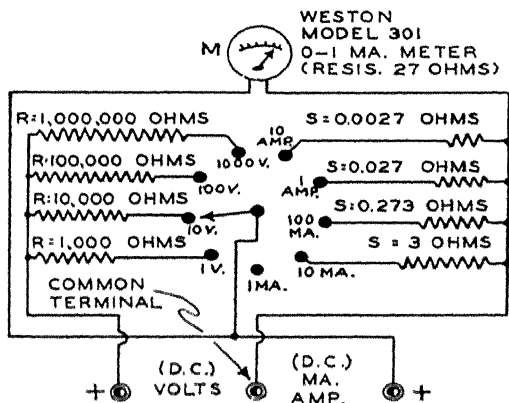 WESTON
MODEL 301
0-1 MA. METER
(RESIS. 27 OHMS)
M
R=1,000,000 OHMS
1000V.
10
AMP.
S=0.0027 OHMS
R=100,000 OHMS
100V.
1
AMP.
S=0.027 OHMS
R=10,000 OHMS
10V.
100
MA.
S=0.273 OHMS
R=1,000 OHMS
1V.
1MA.
10 MA.
S = 3 OHMS
COMMON
TERMINAL
+
(D.C.)
VOLTS
(D.C.)
MA.
AMP.
+